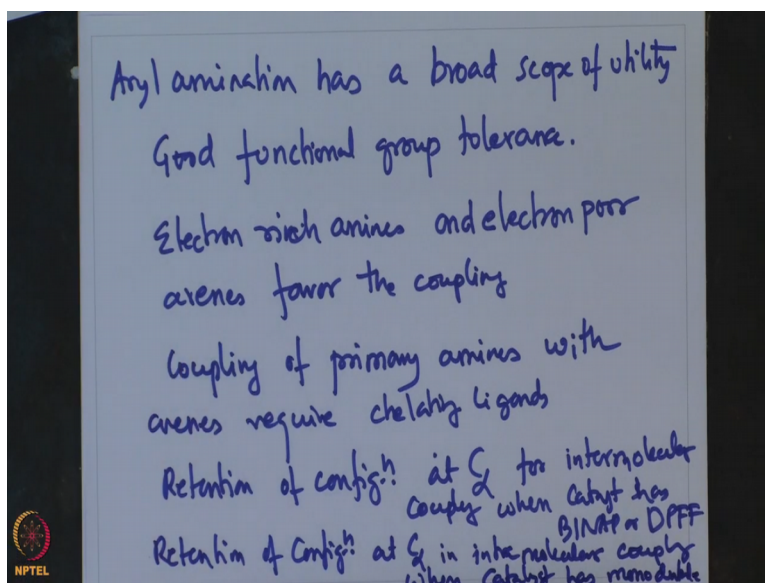 Aryl amination has a broad scope of utility
Good functional group tolerance.
Electron rich amines and electron poor
arenes favor the coupling
Coupling of primary amines with
arenes require chelating ligands
Retention of config.n at Cα for intermolecular
coupling when catalyst has
BINAP or DPFF
Retention of Config.n at Cα in intramolecular coupling
when catalyst has monodentate
NPTEL